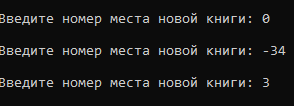 Введите номер места новой книги: 0
Введите номер места новой книги: -34
Введите номер места новой книги: 3